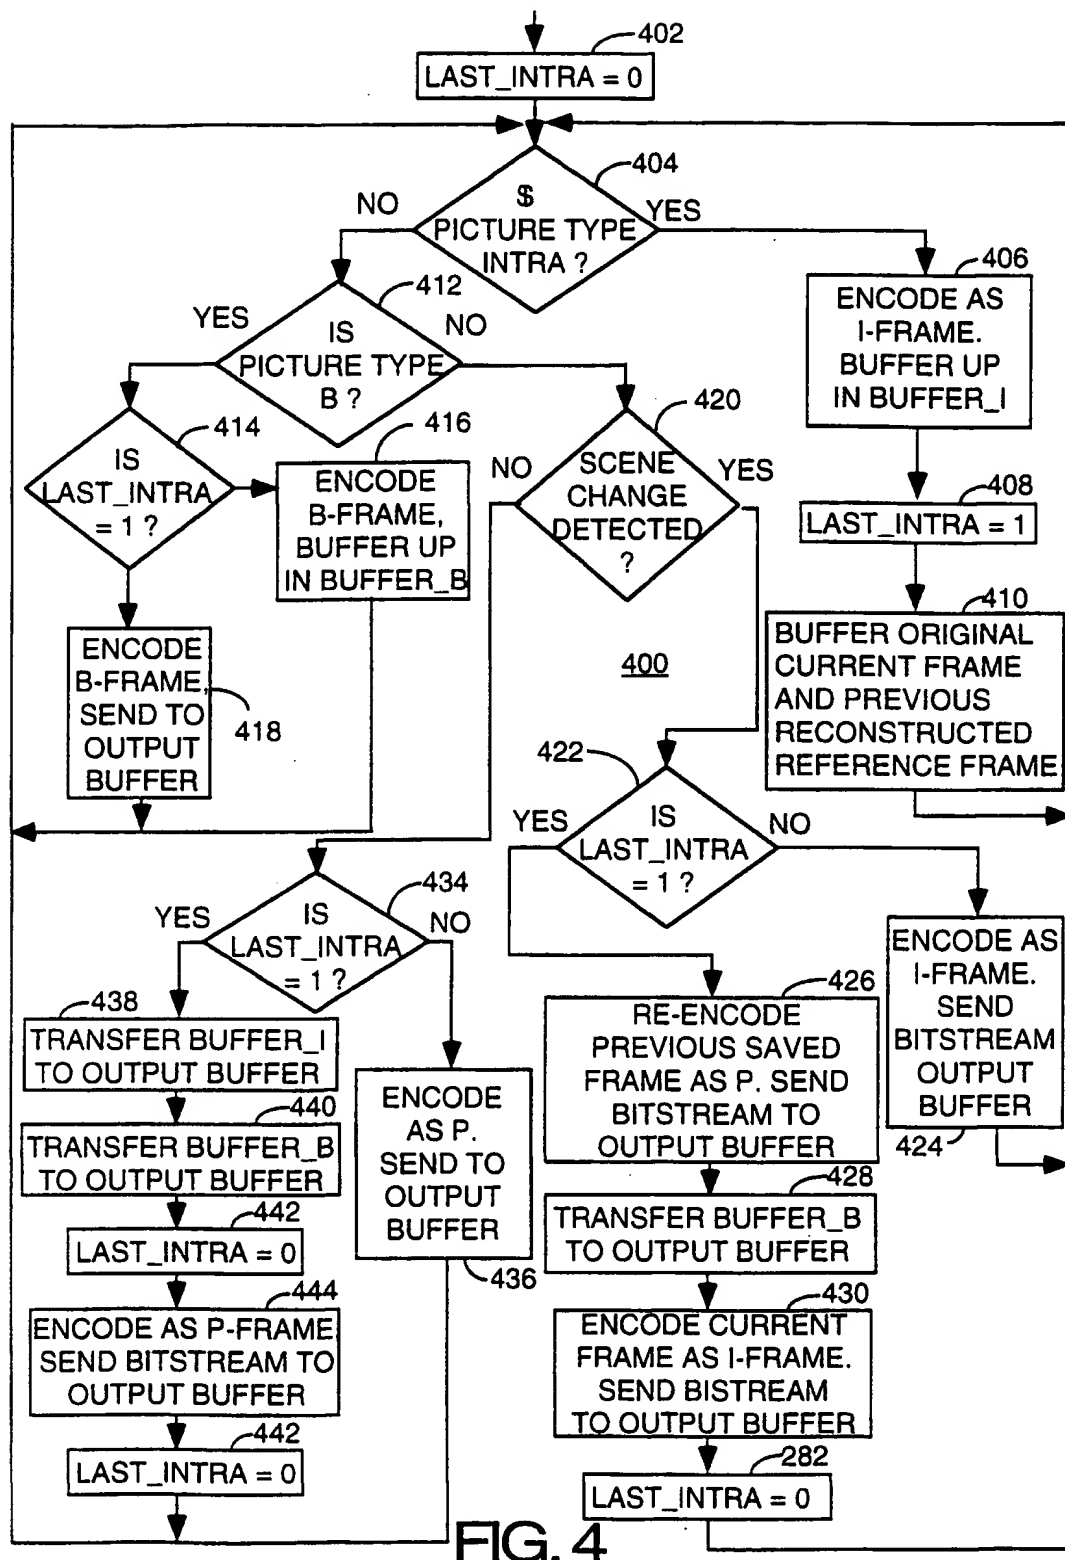 402
LAST_INTRA = 0
404
$
PICTURE TYPE
INTRA ?
NO
YES
406
ENCODE AS
I-FRAME.
BUFFER UP
IN BUFFER_I
412
YES
IS
PICTURE TYPE
B ?
NO
408
LAST_INTRA = 1
414
IS
LAST_INTRA
= 1 ?
416
ENCODE
B-FRAME,
BUFFER UP
IN BUFFER_B
420
NO
SCENE
CHANGE
DETECTED
?
YES
410
BUFFER ORIGINAL
CURRENT FRAME
AND PREVIOUS
RECONSTRUCTED
REFERENCE FRAME
ENCODE
B-FRAME,
SEND TO
OUTPUT
BUFFER
418
400
422
YES
IS
LAST_INTRA
= 1 ?
NO
434
YES
IS
LAST_INTRA
= 1 ?
NO
424
ENCODE AS
I-FRAME.
SEND
BITSTREAM
OUTPUT
BUFFER
426
RE-ENCODE
PREVIOUS SAVED
FRAME AS P. SEND
BITSTREAM TO
OUTPUT BUFFER
438
TRANSFER BUFFER_I
TO OUTPUT BUFFER
440
TRANSFER BUFFER_B
TO OUTPUT BUFFER
ENCODE
AS P.
SEND TO
OUTPUT
BUFFER
436
428
TRANSFER BUFFER_B
TO OUTPUT BUFFER
442
LAST_INTRA = 0
444
ENCODE AS P-FRAME
SEND BITSTREAM TO
OUTPUT BUFFER
430
ENCODE CURRENT
FRAME AS I-FRAME.
SEND BISTREAM
TO OUTPUT BUFFER
442
LAST_INTRA = 0
282
LAST_INTRA = 0
FIG. 4